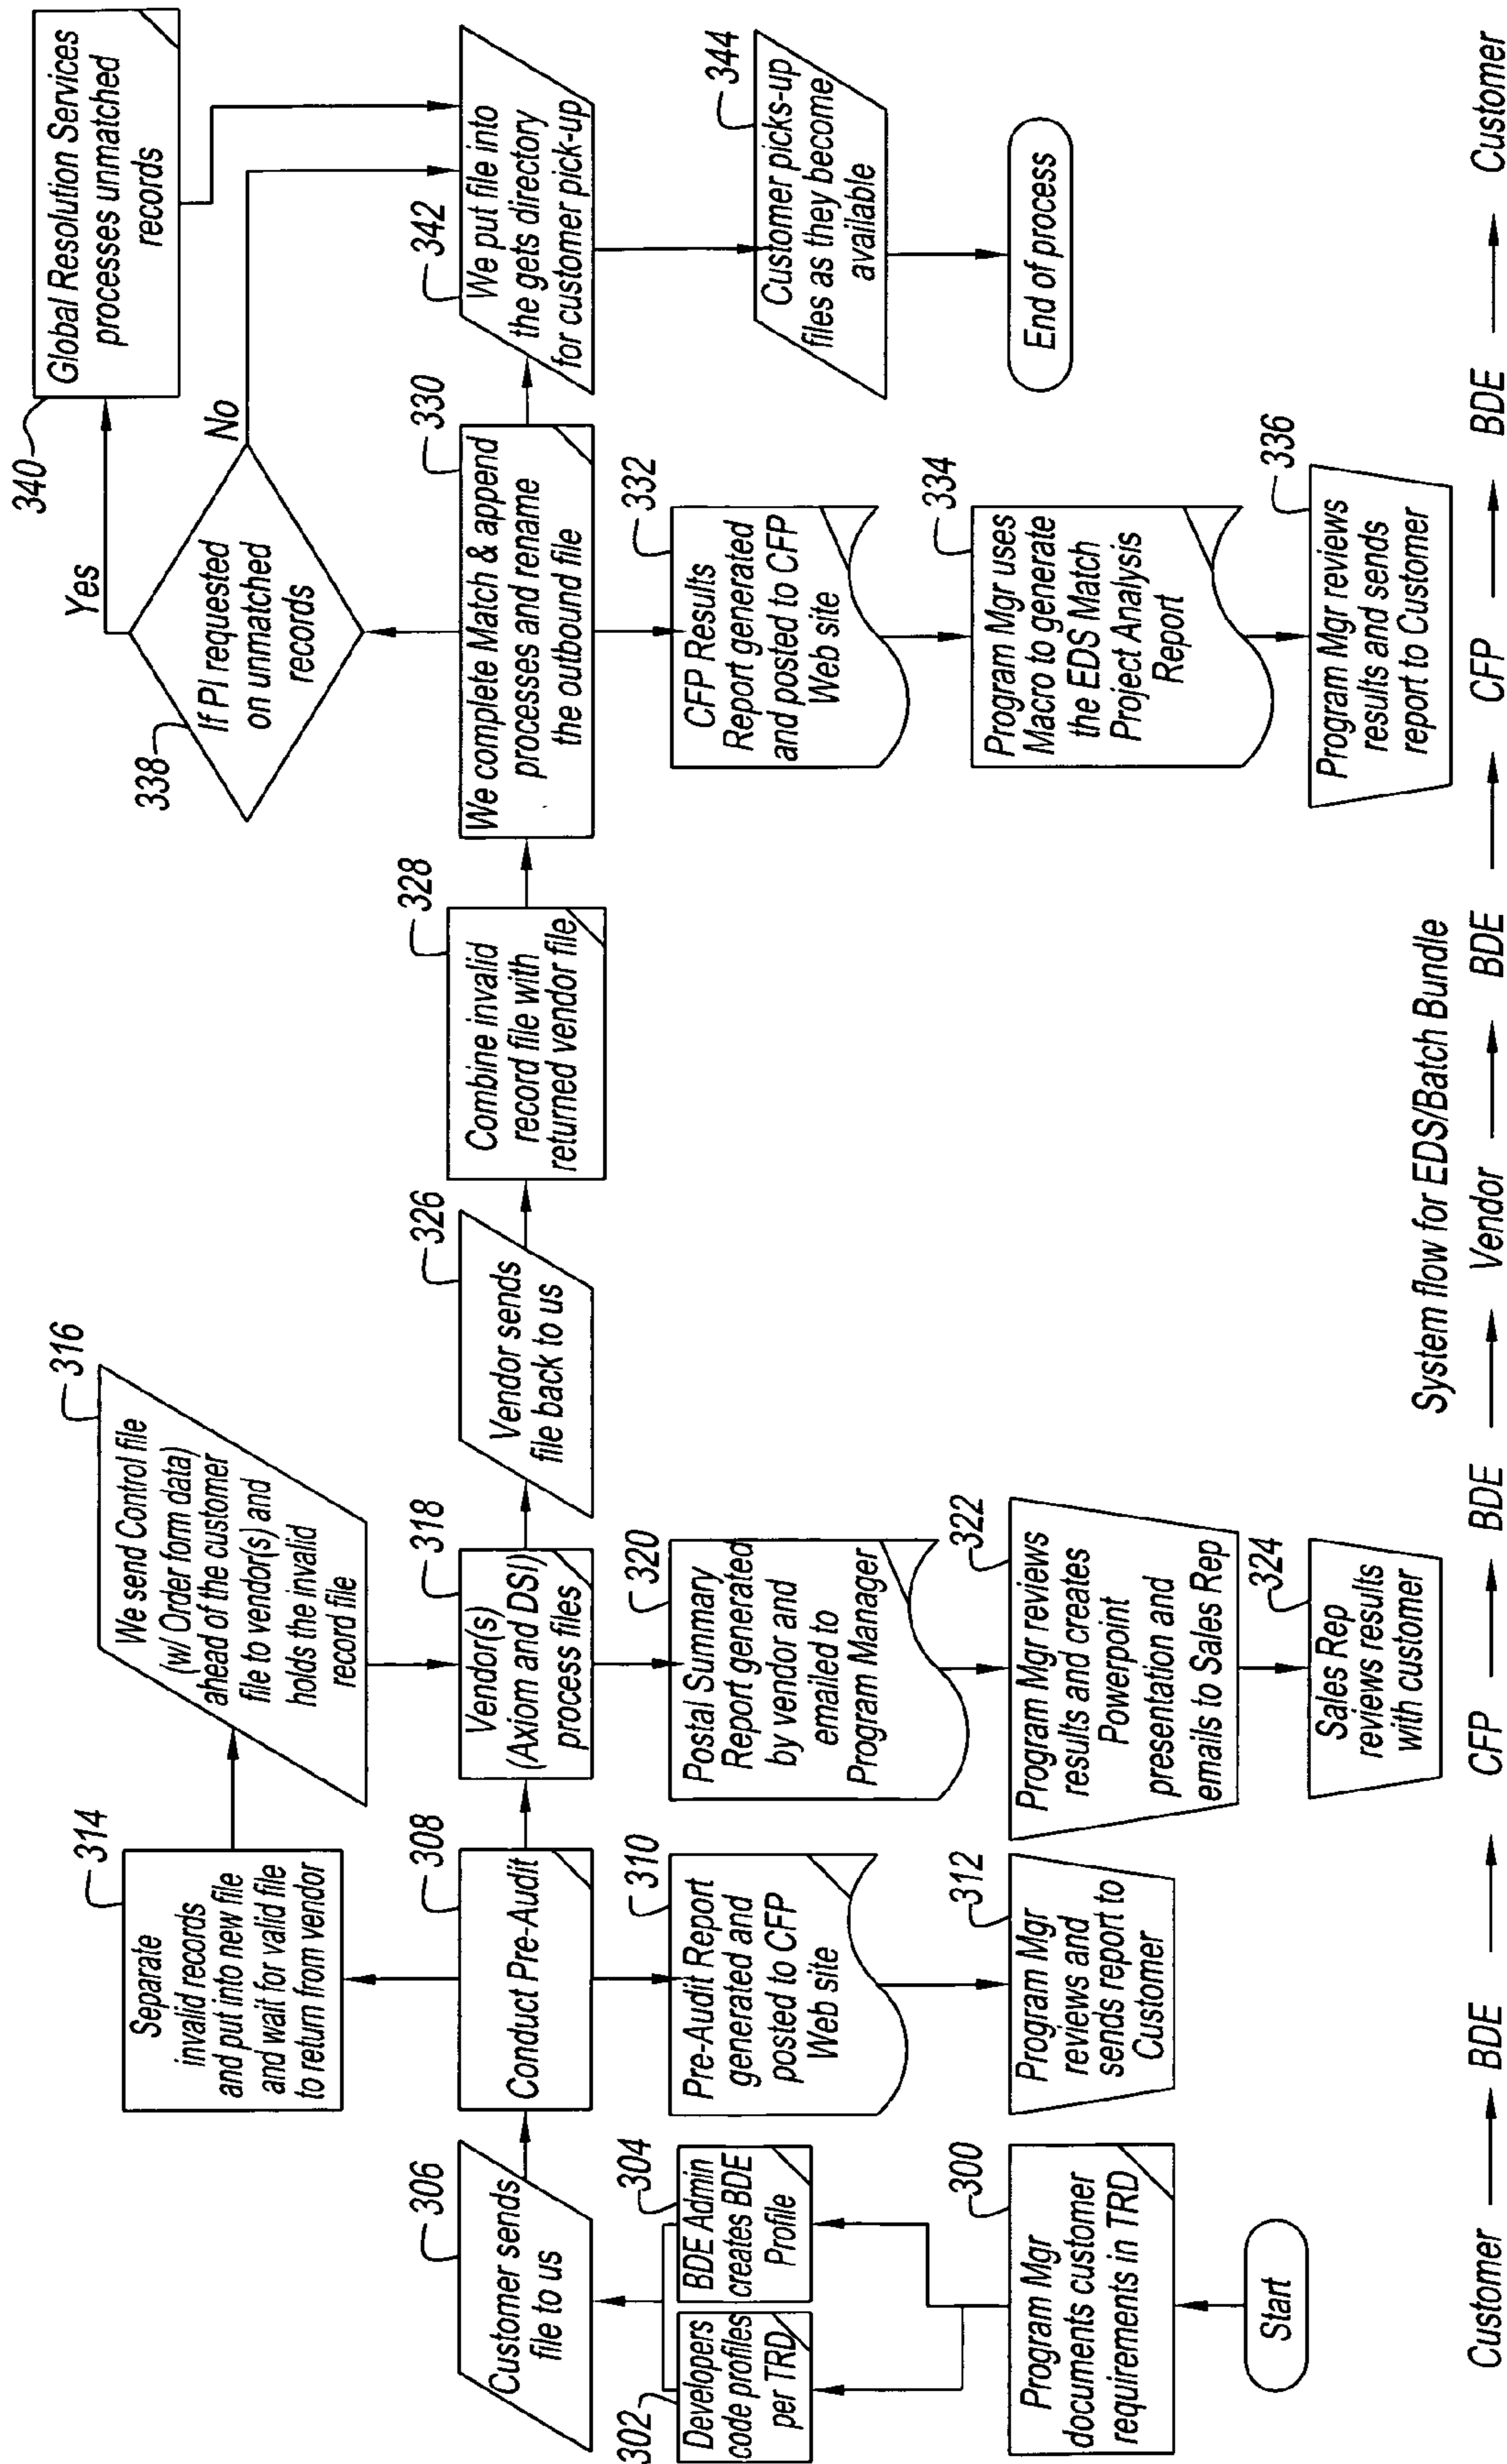 Start
300
Program Mgr
documents customer
requirements in TRD
302
Developers
code profiles
per TRD
304
BDE Admin
creates BDE
Profile
306
Customer sends
file to us
308
Conduct Pre-Audit
310
Pre-Audit Report
generated and
posted to CFP
Web site
312
Program Mgr
reviews and
sends report to
Customer
314
Separate
invalid records
and put into new file
and wait for valid file
to return from vendor
316
We send Control file
(w/ Order form data)
ahead of the customer
file to vendor(s) and
holds the invalid
record file
318
Vendor(s)
(Axiom and DSI)
process files
320
Postal Summary
Report generated
by vendor and
emailed to
Program Manager
322
Program Mgr reviews
results and creates
Powerpoint
presentation and
emails to Sales Rep
324
Sales Rep
reviews results
with customer
326
Vendor sends
file back to us
328
Combine invalid
record file with
returned vendor file
330
We complete Match & append
processes and rename
the outbound file
332
CFP Results
Report generated
and posted to CFP
Web site
334
Program Mgr uses
Macro to generate
the EDS Match
Project Analysis
Report
336
Program Mgr reviews
results and sends
report to Customer
338
If PI requested
on unmatched
records
Yes
No
340
Global Resolution Services
processes unmatched
records
342
We put file into
the gets directory
for customer pick-up
344
Customer picks-up
files as they become
available
End of process
System flow for EDS/Batch Bundle
Customer BDE CFP BDE Vendor BDE CFP BDE Customer